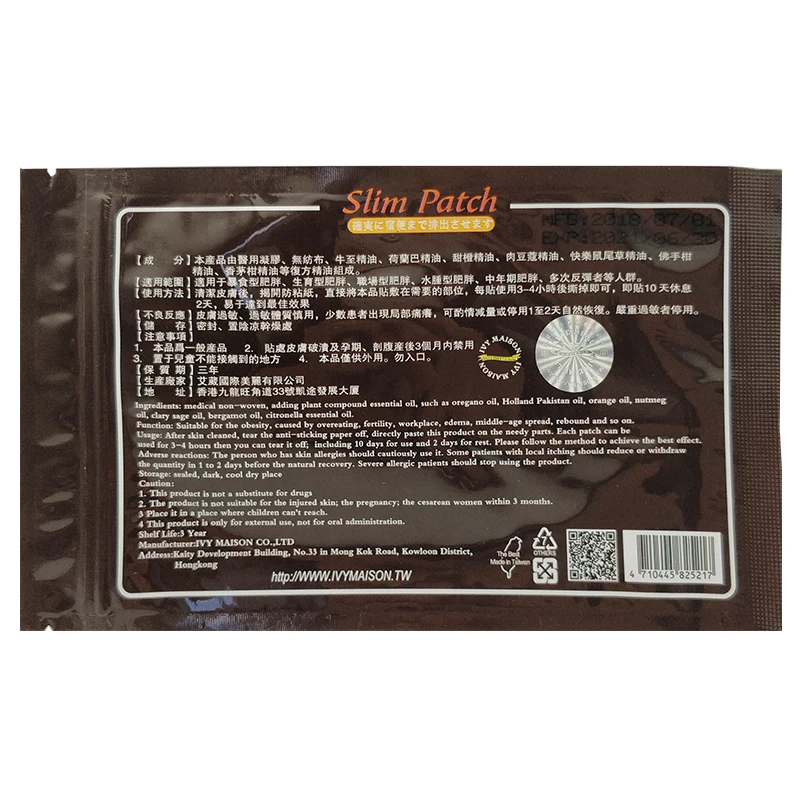 Slim Patch
確実に宿便まで排出させます
MFG:2019/07/01
【成 分】本産品由醫用凝膠、無紡布、牛至精油、荷蘭巴精油、甜橙精油、肉豆蔻精油、快樂鼠尾草精油、佛手柑
精油、香茅柑精油等復方精油組成。
【適用範圍】適用于暴食型肥胖、生育型肥胖、職場型肥胖、水腫型肥胖、中年期肥胖、多次反彈者等人群。
【使用方法】清潔皮膚後，揭開防粘紙，直接將本品貼敷在需要的部位，每貼使用3-4小時後撕掉即可，即貼10天休息
2天，易于達到最佳效果
【不良反應】皮膚過敏、過敏體質慎用，少數患者出現局部痛癢，可酌情减量或停用1至2天自然恢復。嚴重過敏者停用。
【儲 存】密封、置陰凉幹燥處
【注意事項】
1. 本品爲一般産品 2. 貼處皮膚破潰及孕期、剖腹産後3個月内禁用
3. 置于兒童不能接觸到的地方 4. 本品僅供外用。勿入口。
【保 質 期】三年
【生産廠家】艾葳國際美麗有限公司
【地 址】香港九龍旺角道33號凱途發展大厦
IVY MAISON
IVY MAISON
Ingredients: medical non-woven, adding plant compound essential oil, such as oregano oil, Holland Pakistan oil, orange oil, nutmeg
oil, clary sage oil, bergamot oil, citronella essential oil.
Function: Suitable for the obesity, caused by overeating, fertility, workplace, edema, middle-age spread, rebound and so on.
Usage: After skin cleaned, tear the anti-sticking paper off, directly paste this product on the needy parts. Each patch can be
used for 3-4 hours then you can tear it off; including 10 days for use and 2 days for rest. Please follow the method to achieve the best effect.
Adverse reactions: The person who has skin allergies should cautiously use it. Some patients with local itching should reduce or withdraw
the quantity in 1 to 2 days before the natural recovery. Severe allergic patients should stop using the product.
Storage: sealed, dark, cool dry place
Caution:
1. This product is not a substitute for drugs
2. The product is not suitable for the injured skin; the pregnancy; the cesarean women within 3 months.
3 Place it in a place where children can't reach.
4 This product is only for external use, not for oral administration.
Shelf Life:3 Year
Manufacturer:IVY MAISON CO.,LTD
Address:Kaity Development Building, No.33 in Mong Kok Road, Kowloon District,
Hongkong
http://WWW.IVYMAISON.TW
The Best
Made in Taiwan
7
OTHERS
4 710445 825217